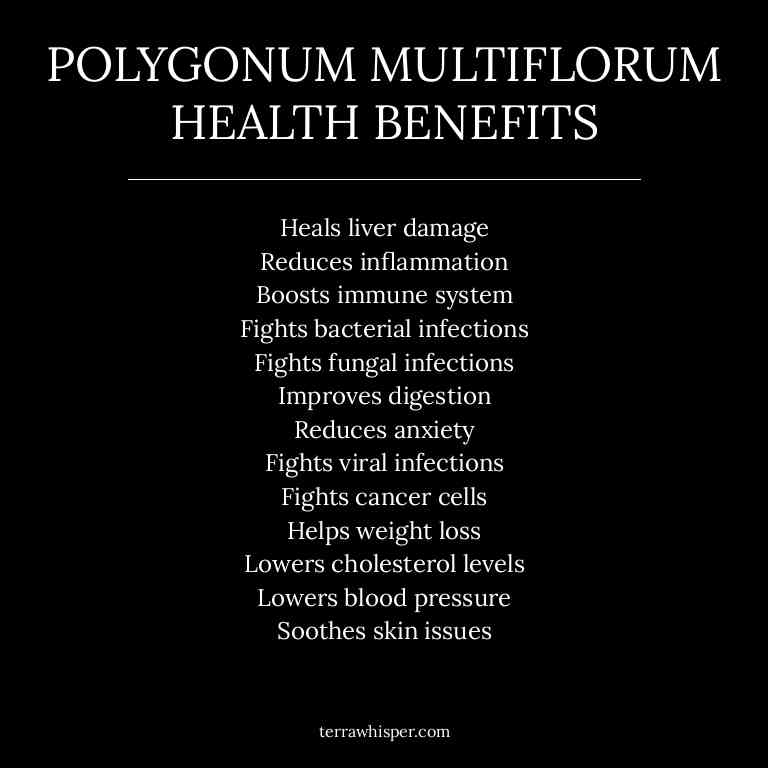 POLYGONUM MULTIFLORUM
HEALTH BENEFITS
Heals liver damage
Reduces inflammation
Boosts immune system
Fights bacterial infections
Fights fungal infections
Improves digestion
Reduces anxiety
Fights viral infections
Fights cancer cells
Helps weight loss
Lowers cholesterol levels
Lowers blood pressure
Soothes skin issues
terrawhisper.com